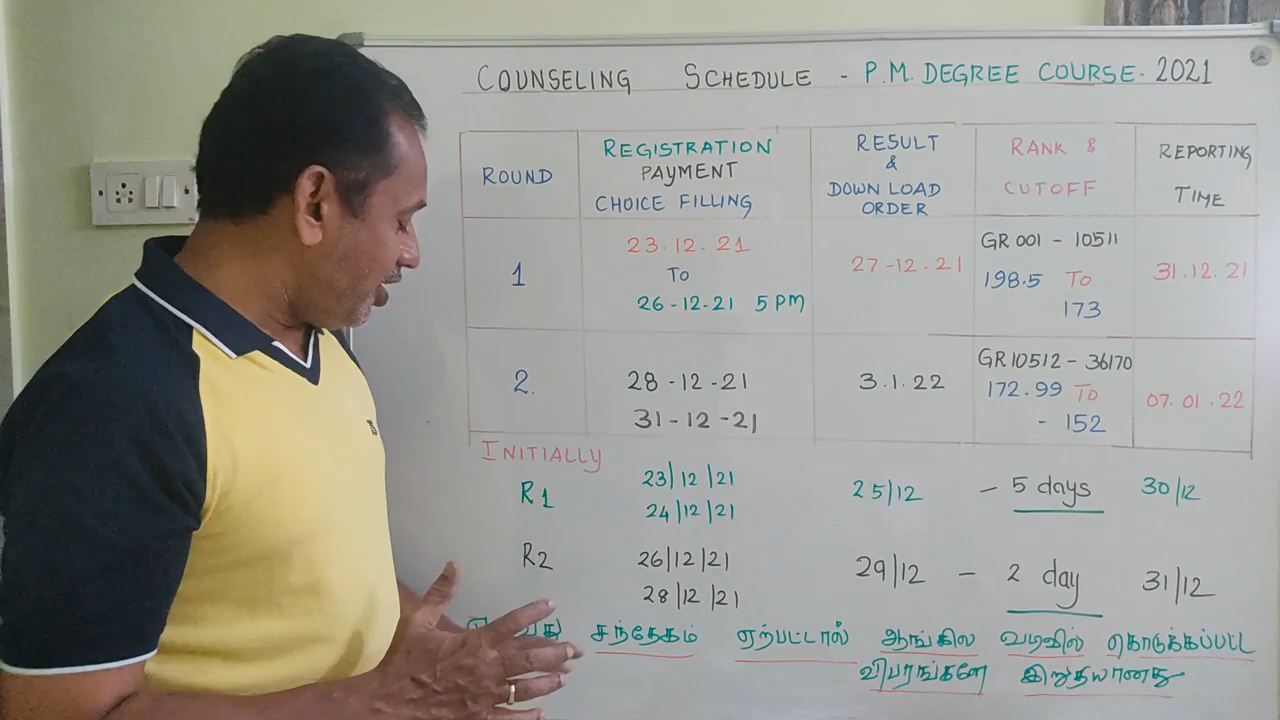 COUNSELING SCHEDULE - P.M. DEGREE COURSE. 2021
ROUND
REGISTRATION
PAYMENT
CHOICE FILLING
RESULT
&
DOWN LOAD
ORDER
RANK &
CUTOFF
REPORTING
TIME
1
23.12.21
TO
26-12-21 5 PM
27-12.21
GR 001 - 10511
198.5 TO
173
31.12.21
2.
28-12-21
31-12-21
3.1.22
GR 10512 - 36170
172.99 TO
- 152
07.01.22
INITIALLY
R1
23/12/21
24/12/21
25/12 - 5 days 30/12
R2
26/12/21
28/12/21
29/12 - 2 day 31/12
சந்தேகம் ஏற்பட்டால் ஆங்கில வடிவில் கொடுக்கப்பட்ட
விபரங்களே இறுதியானது